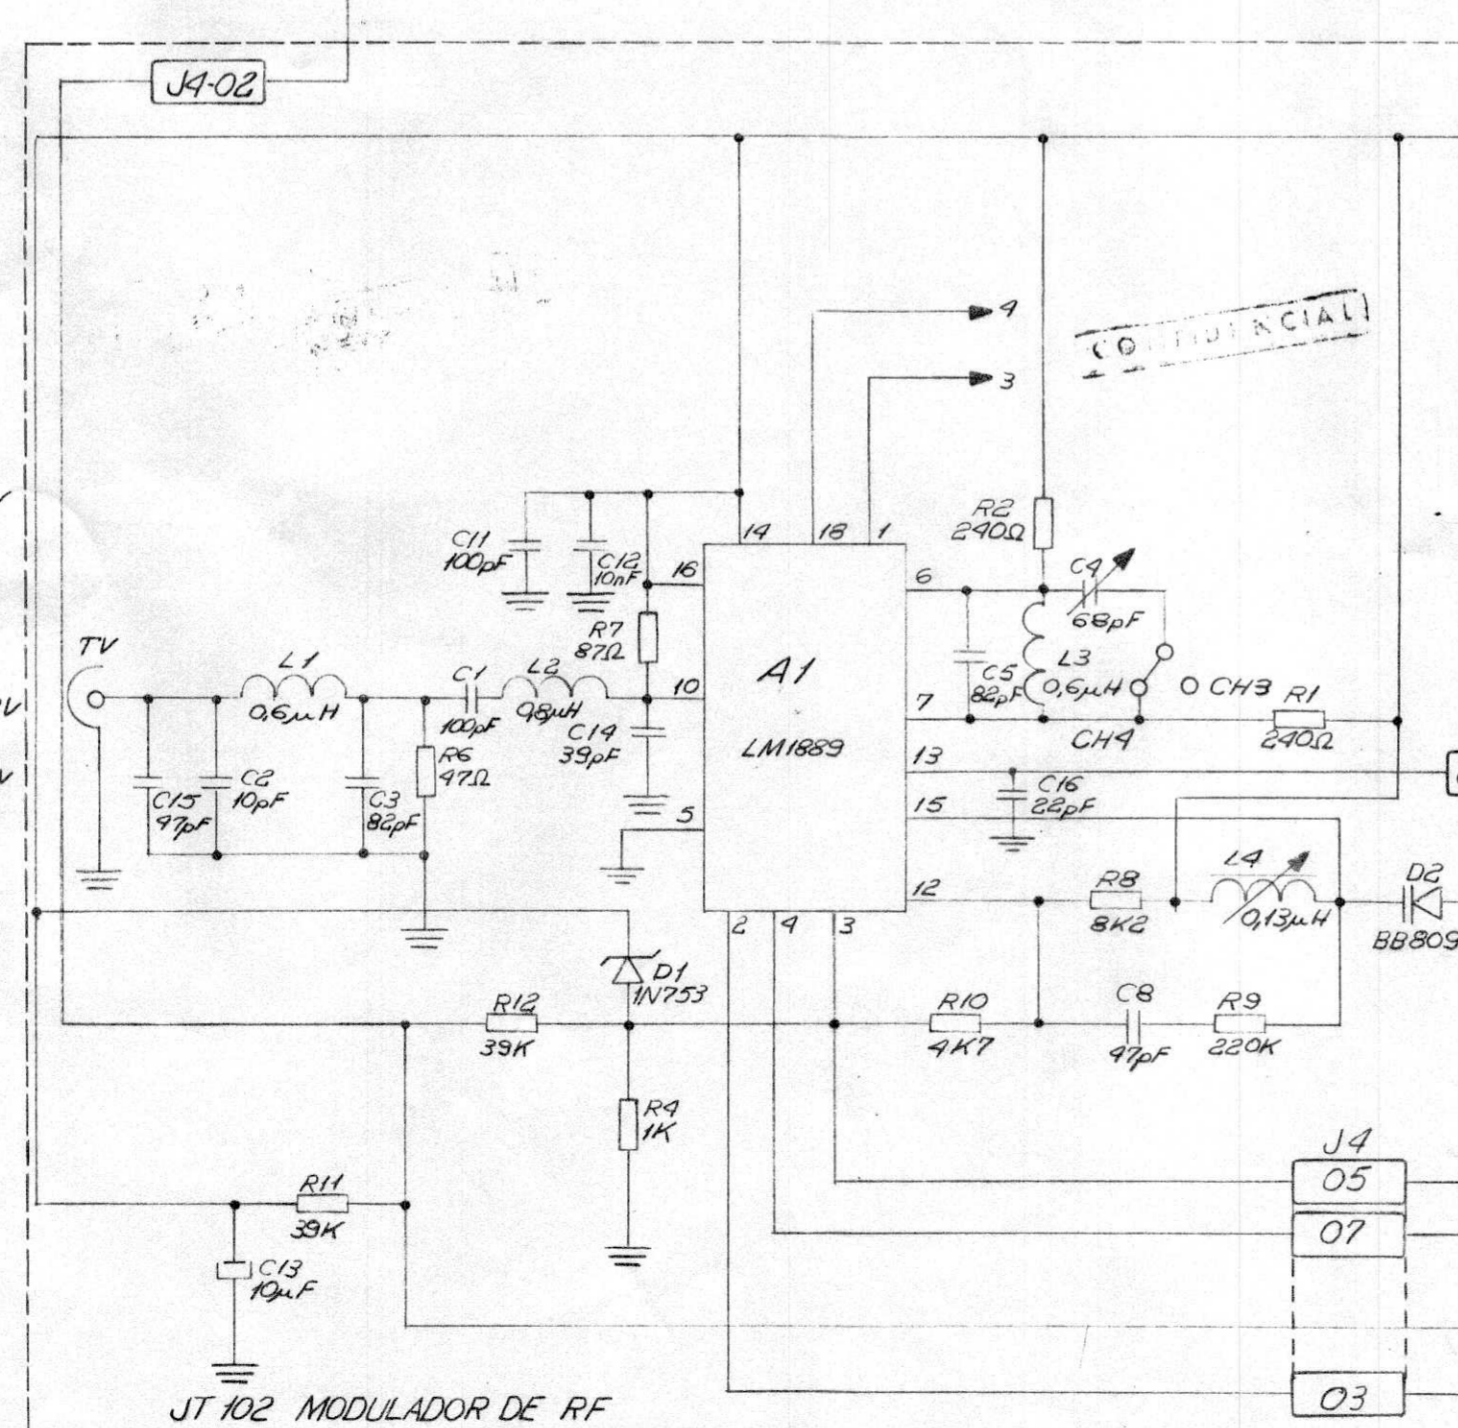 J4-02
4
CONFIDENCIAL
3
R2
240Ω
14
18
1
C11
100pF
C12
10nF
16
6
C4
68pF
R7
87Ω
TV
L1
0,6μH
C1
100pF
L2
0,8μH
10
A1
LM1889
C5
82pF
L3
0,6μH
CH3
R1
240Ω
7
CH4
C14
39pF
R6
47Ω
13
C15
47pF
C2
10pF
C3
82pF
C16
22pF
15
5
L4
0,13μH
D2
BB809
12
R8
8K2
2
4
3
D1
1N753
R12
39K
R10
4K7
C8
47pF
R9
220K
R4
1K
J4
05
R11
39K
07
C13
10μF
03
JT 102 MODULADOR DE RF